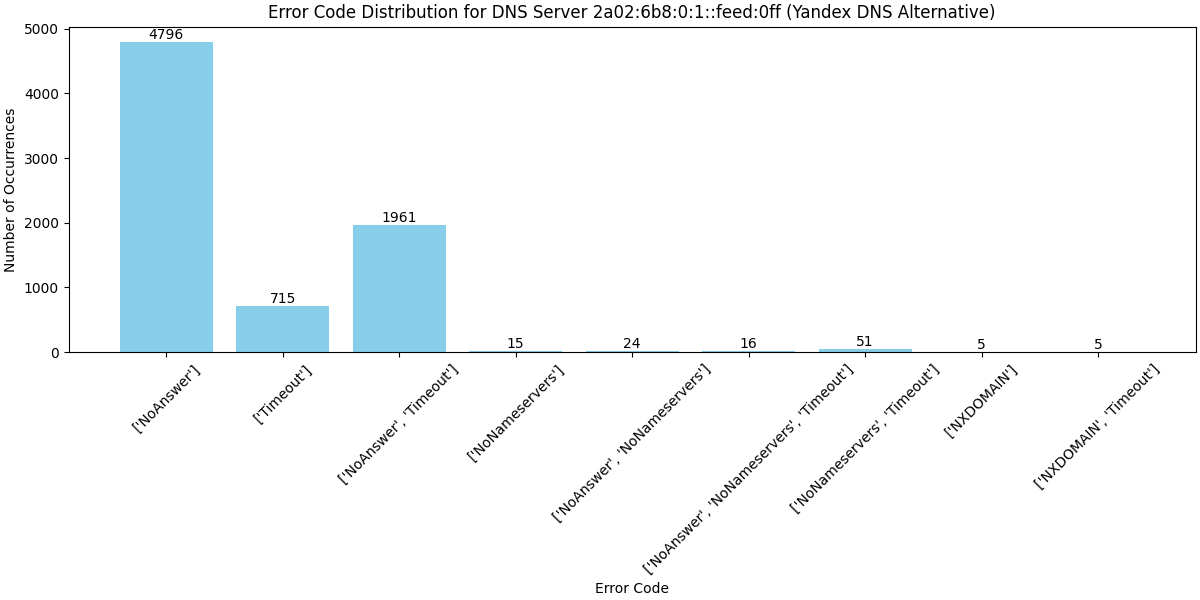 Error Code Distribution for DNS Server 2a02:6b8:0:1::feed:0ff (Yandex DNS Alternative)
Number of Occurrences
5000
4000
3000
2000
1000
0
4796
715
1961
15
24
16
51
5
5
['NoAnswer']
['Timeout']
['NoAnswer', 'Timeout']
['NoNameservers']
['NoAnswer', 'NoNameservers']
['NoAnswer', 'NoNameservers', 'Timeout']
['NoNameservers', 'Timeout']
['NXDOMAIN']
['NXDOMAIN', 'Timeout']
Error Code